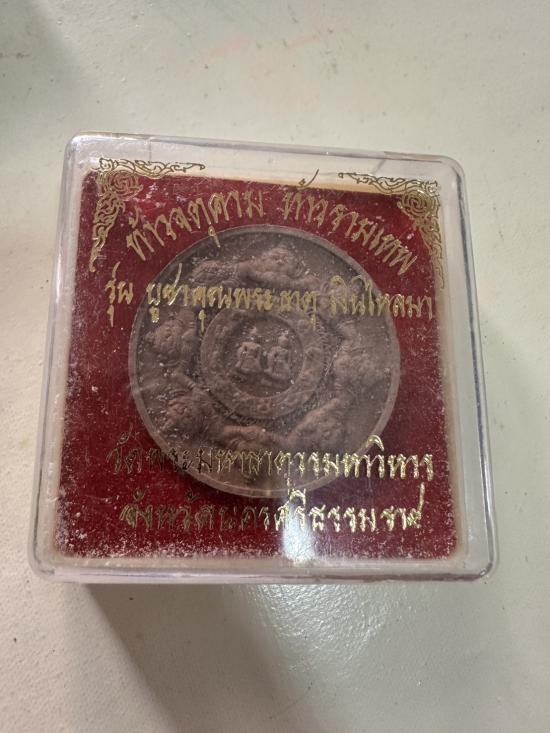 ท้าวจตุคาม ท้าวรามเทพ
รุ่น บูชาคุณพระธาตุ เงินไหลมา
วัดพระมหาธาตุวรมหาวิหาร
จังหวัดนครศรีธรรมราช